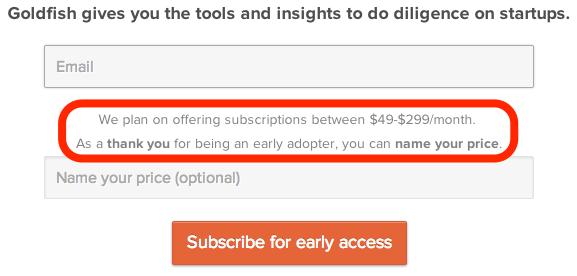 Goldfish gives you the tools and insights to do diligence on startups.
Email
We plan on offering subscriptions between $49-$299/month.
As a thank you for being an early adopter, you can name your price.
Name your price (optional)
Subscribe for early access